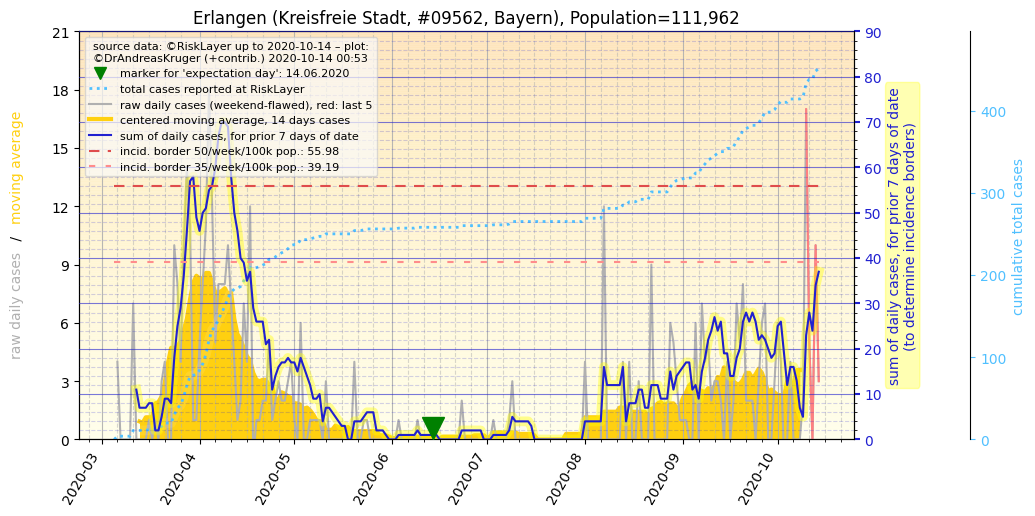 Erlangen (Kreisfreie Stadt, #09562, Bayern), Population=111,962
source data: ©RiskLayer up to 2020-10-14 – plot:
©DrAndreasKruger (+contrib.) 2020-10-14 00:53
marker for 'expectation day': 14.06.2020
total cases reported at RiskLayer
raw daily cases (weekend-flawed), red: last 5
centered moving average, 14 days cases
sum of daily cases, for prior 7 days of date
incid. border 50/week/100k pop.: 55.98
incid. border 35/week/100k pop.: 39.19
raw daily cases / moving average
21
18
15
12
9
6
3
0
2020-03
2020-04
2020-05
2020-06
2020-07
2020-08
2020-09
2020-10
90
80
70
60
50
40
30
20
10
0
sum of daily cases, for prior 7 days of date
(to determine incidence borders)
400
300
200
100
0
cumulative total cases